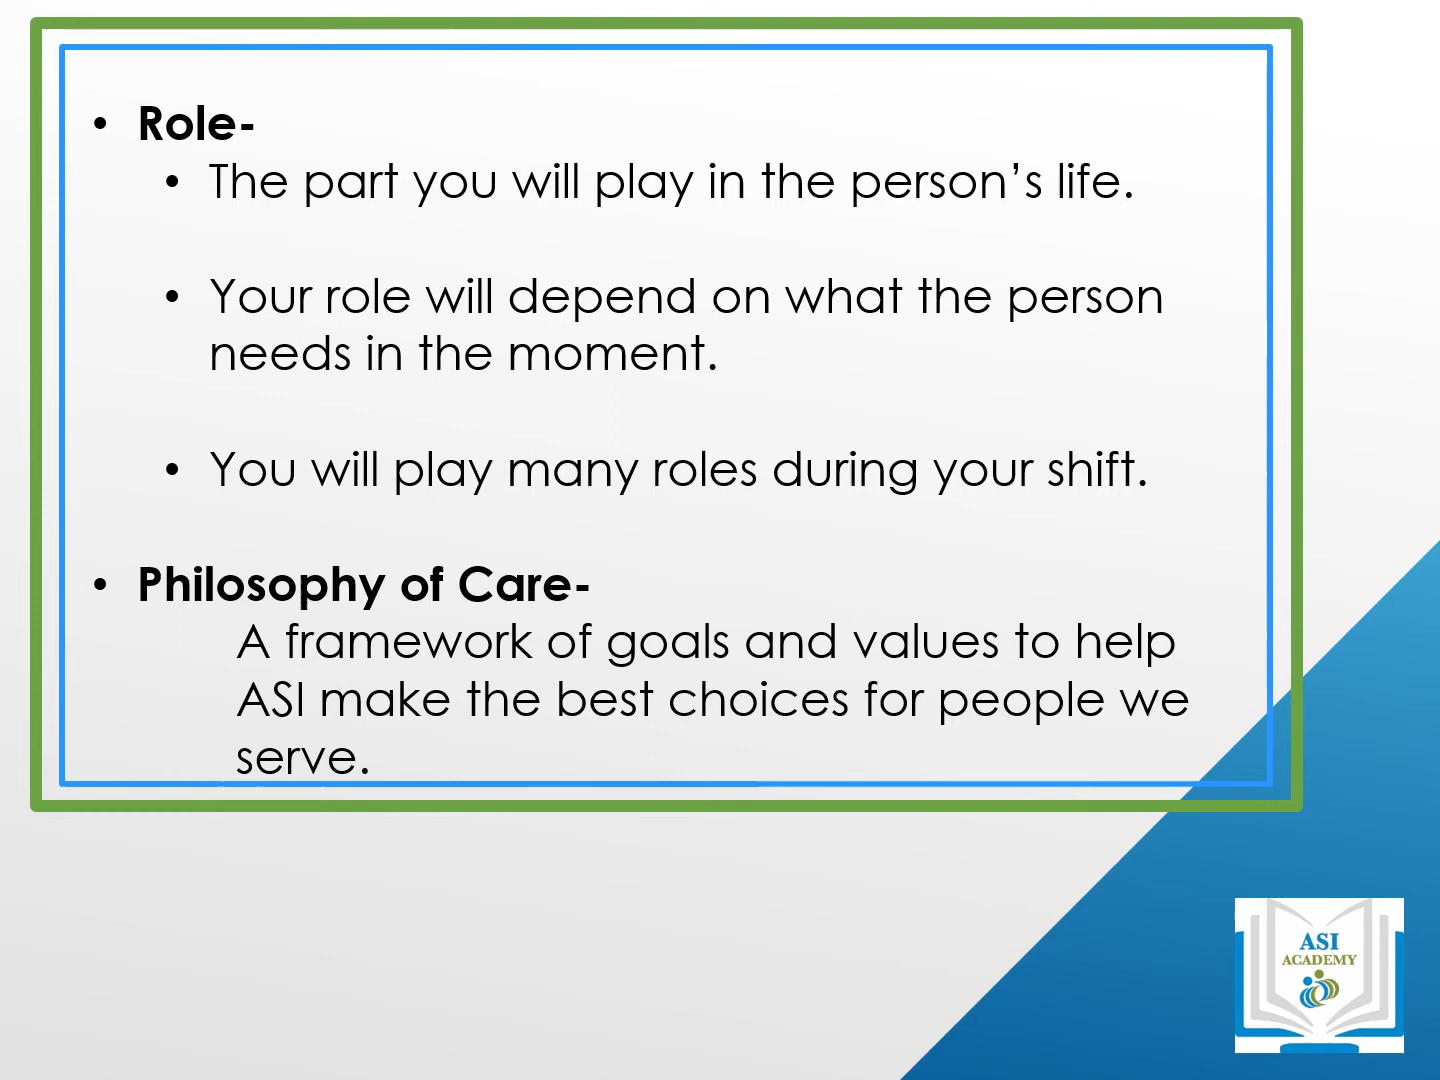 • Role-
• The part you will play in the person’s life.
• Your role will depend on what the person
needs in the moment.
• You will play many roles during your shift.
• Philosophy of Care-
A framework of goals and values to help
ASI make the best choices for people we
serve.
ASI
ACADEMY